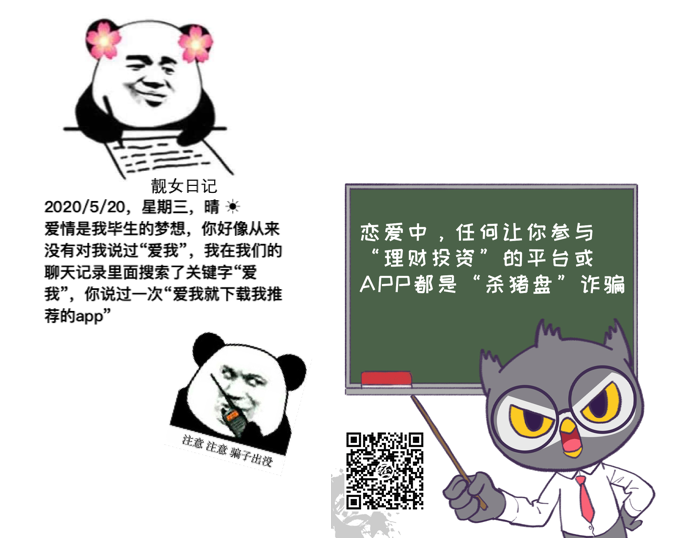 靓女日记
2020/5/20，星期三，晴 ☀
爱情是我毕生的梦想，你好像从来
没有对我说过“爱我”，我在我们的
聊天记录里面搜索了关键字“爱
我”，你说过一次“爱我就下载我推
荐的app”
注意 注意 骗子出没
恋爱中，任何让你参与
“理财投资”的平台或
APP都是“杀猪盘”诈骗